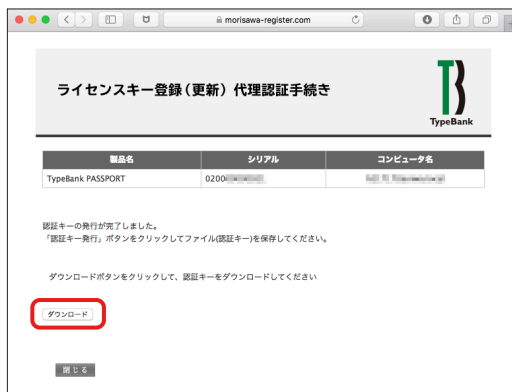 morisawa-register.com
ライセンスキー登録（更新）代理認証手続き
TypeBank
製品名 シリアル コンピュータ名
TypeBank PASSPORT 0200
認証キーの発行が完了しました。
「認証キー発行」ボタンをクリックしてファイル(認証キー)を保存してください。
ダウンロードボタンをクリックして、認証キーをダウンロードしてください
ダウンロード
閉じる